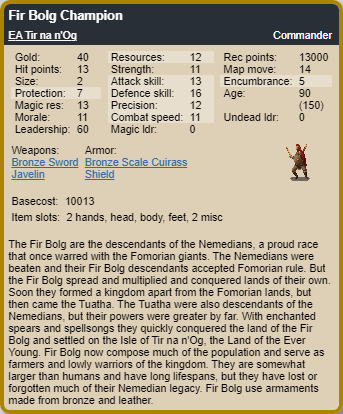 Fir Bolg Champion
EA Tir na n'Og Commander
Gold: 40 Resources: 12 Rec points: 13000
Hit points: 13 Strength: 11 Map move: 14
Size: 2 Attack skill: 13 Encumbrance: 5
Protection: 7 Defence skill: 16 Age: 90
Magic res: 13 Precision: 12 (150)
Morale: 11 Combat speed: 11 Undead ldr: 0
Leadership: 60 Magic ldr: 0
Weapons: Armor:
Bronze Sword Bronze Scale Cuirass
Javelin Shield
Basecost: 10013
Item slots: 2 hands, head, body, feet, 2 misc
The Fir Bolg are the descendants of the Nemedians, a proud race
that once warred with the Fomorian giants. The Nemedians were
beaten and their Fir Bolg descendants accepted Fomorian rule. But
the Fir Bolg spread and multiplied and conquered lands of their own.
Soon they formed a kingdom apart from the Fomorian lands, but
then came the Tuatha. The Tuatha were also descendants of the
Nemedians, but their powers were greater by far. With enchanted
spears and spellsongs they quickly conquered the land of the Fir
Bolg and settled on the Isle of Tir na n'Og, the Land of the Ever
Young. Fir Bolg now compose much of the population and serve as
farmers and lowly warriors of the kingdom. They are somewhat
larger than humans and have long lifespans, but they have lost or
forgotten much of their Nemedian legacy. Fir Bolg use armaments
made from bronze and leather.